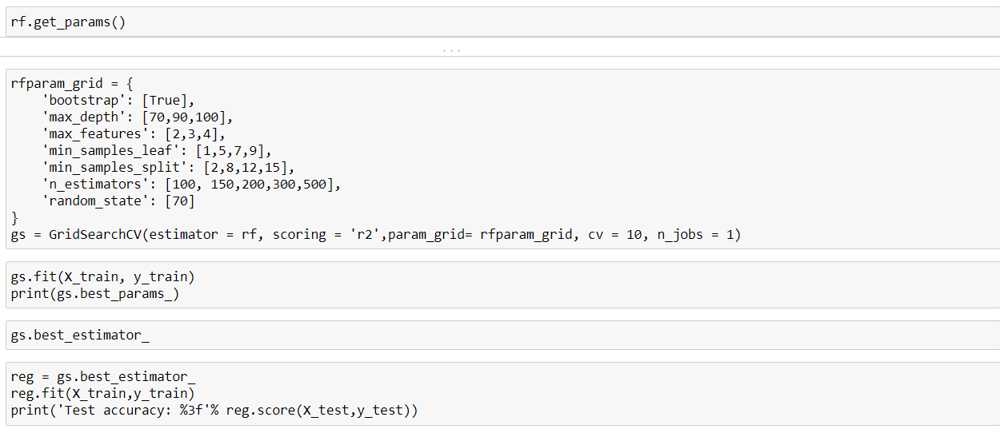 rf.get_params()
...
rfparam_grid = {
    'bootstrap': [True],
    'max_depth': [70,90,100],
    'max_features': [2,3,4],
    'min_samples_leaf': [1,5,7,9],
    'min_samples_split': [2,8,12,15],
    'n_estimators': [100, 150,200,300,500],
    'random_state': [70]
}
gs = GridSearchCV(estimator = rf, scoring = 'r2',param_grid= rfparam_grid, cv = 10, n_jobs = 1)
gs.fit(X_train, y_train)
print(gs.best_params_)
gs.best_estimator_
reg = gs.best_estimator_
reg.fit(X_train,y_train)
print('Test accuracy: %3f'% reg.score(X_test,y_test))